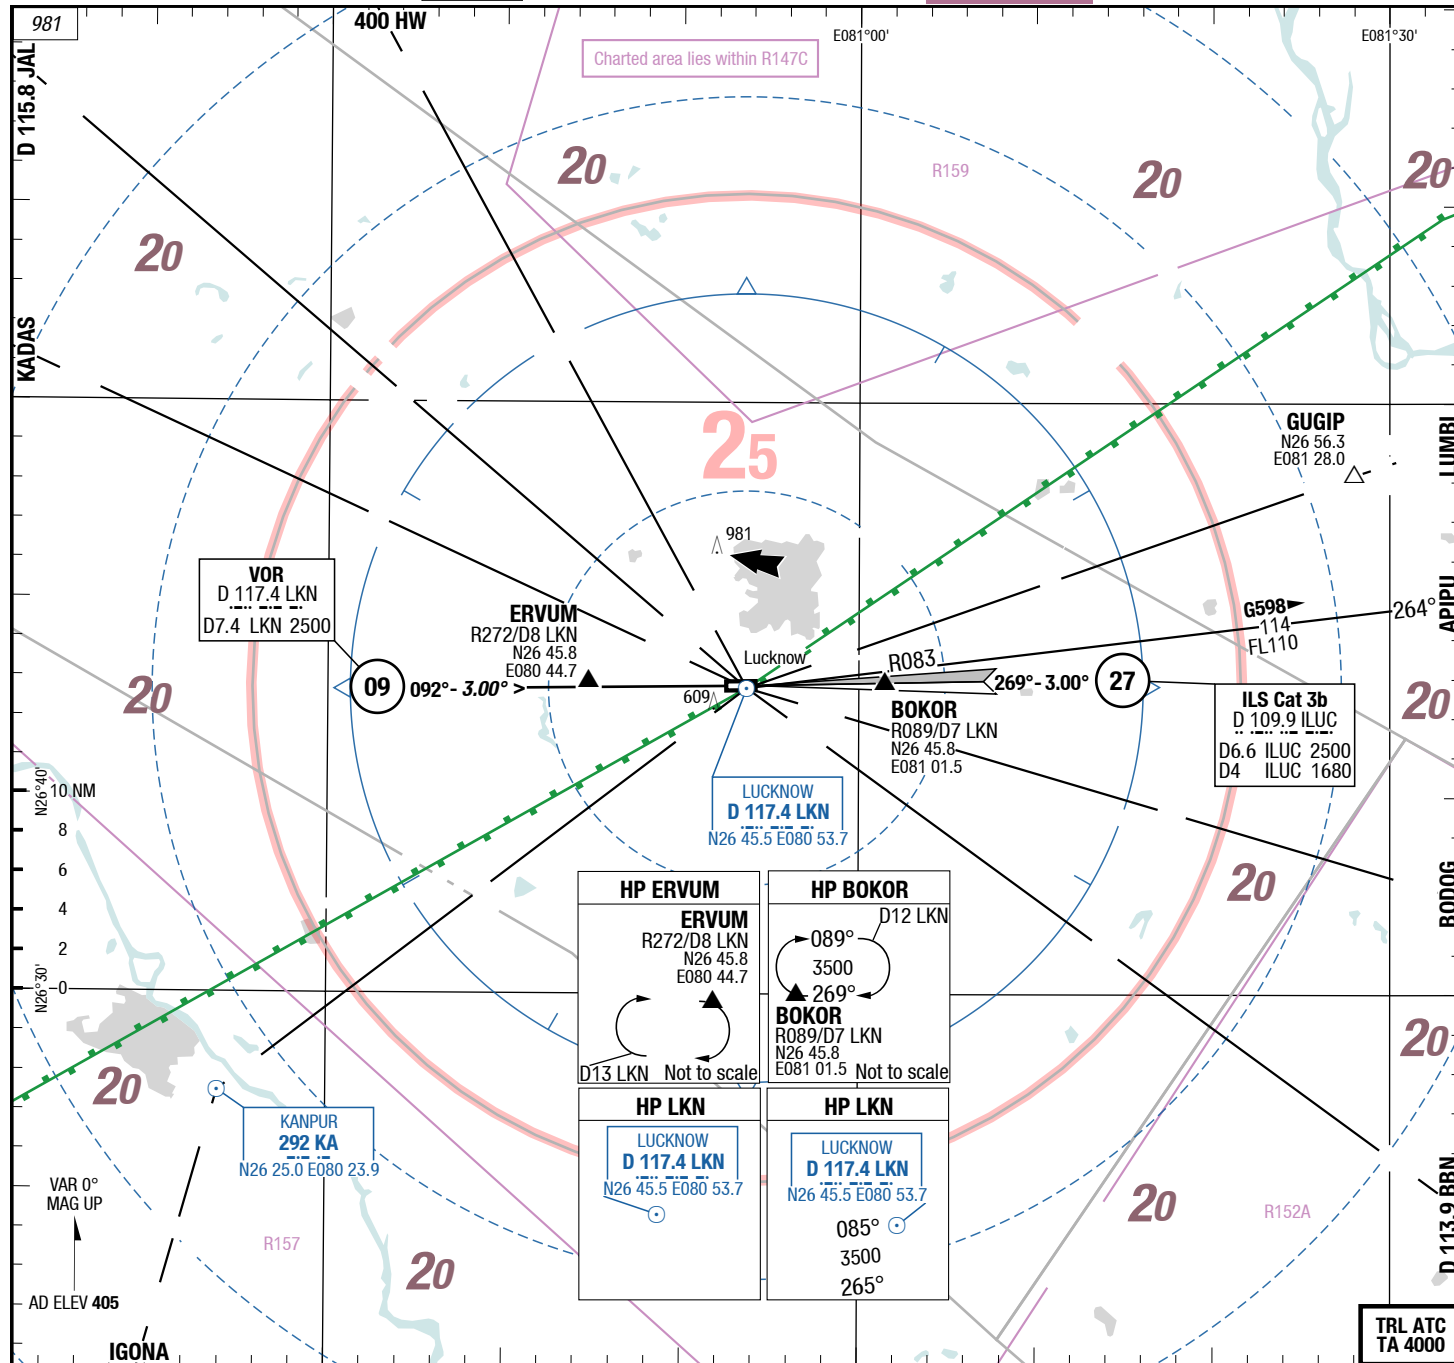 981
400 HW
Charted area lies within R147C
E081°00'
E081°30'
D 115.8 JAL
20
20
20
R159
20
KADAS
25
GUGIP
N26 56.3
E081 28.0
LUMBI
981
VOR
D 117.4 LKN
D7.4 LKN 2500
ERVUM
R272/D8 LKN
N26 45.8
E080 44.7
G598
114
FL110
264°
APIPU
Lucknow
R083
09
092° - 3.00° >
609
269° - 3.00°
27
20
BOKOR
R089/D7 LKN
N26 45.8
E081 01.5
ILS Cat 3b
D 109.9 ILUC
D6.6 ILUC 2500
D4 ILUC 1680
20
N26°40'
10 NM
8
6
4
2
0
N26°30'
LUCKNOW
D 117.4 LKN
N26 45.5 E080 53.7
20
BODOG
HP ERVUM
ERVUM
R272/D8 LKN
N26 45.8
E080 44.7
D13 LKN Not to scale
HP BOKOR
D12 LKN
089°
3500
269°
BOKOR
R089/D7 LKN
N26 45.8
E081 01.5 Not to scale
20
20
KANPUR
292 KA
N26 25.0 E080 23.9
HP LKN
LUCKNOW
D 117.4 LKN
N26 45.5 E080 53.7
HP LKN
LUCKNOW
D 117.4 LKN
N26 45.5 E080 53.7
085°
3500
265°
20
R152A
D 113.9 BBN
VAR 0°
MAG UP
R157
20
AD ELEV 405
IGONA
TRL ATC
TA 4000